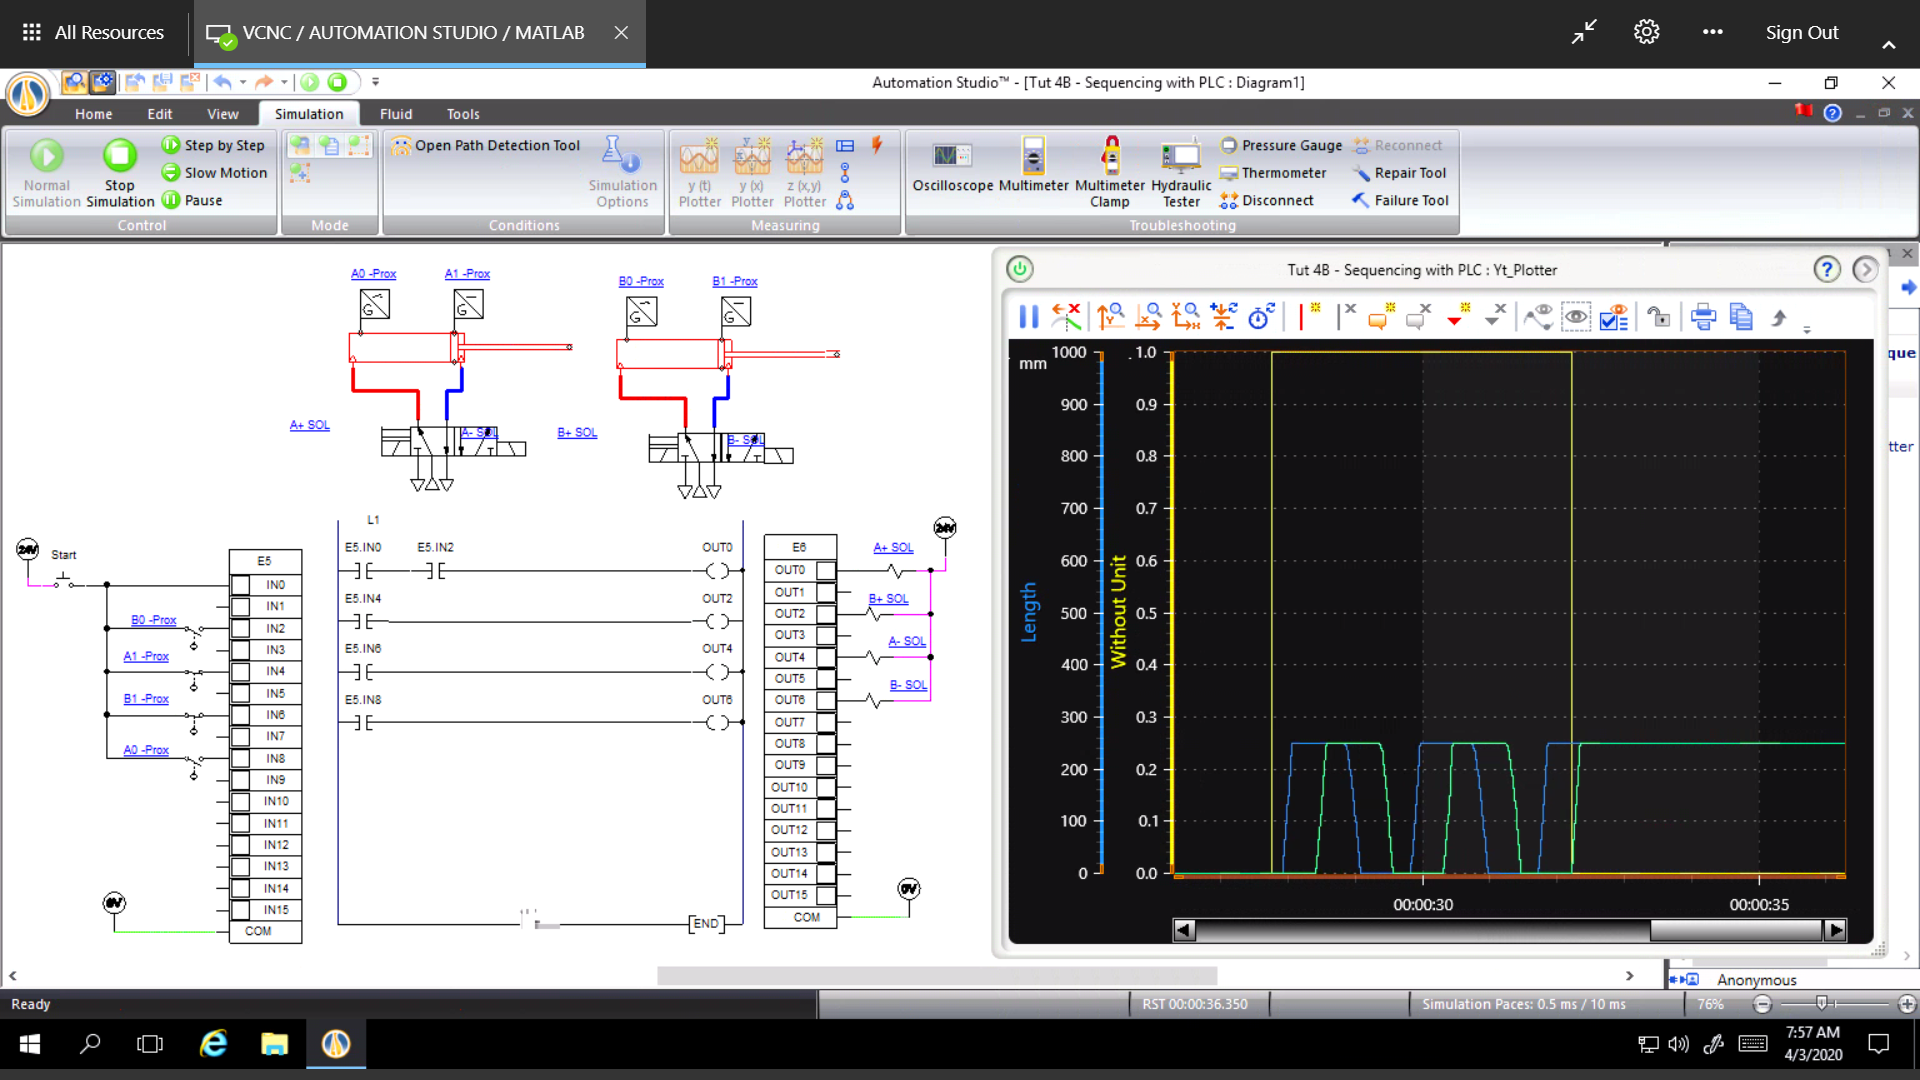 All Resources
VCNC / AUTOMATION STUDIO / MATLAB
Sign Out
Automation Studio™ - [Tut 4B - Sequencing with PLC : Diagram1]
Home Edit View Simulation Fluid Tools
Normal Simulation
Stop Simulation
Step by Step
Slow Motion
Pause
Control
Mode
Open Path Detection Tool
Simulation Options
Conditions
y (t) Plotter
y (x) Plotter
z (x,y) Plotter
Measuring
Oscilloscope
Multimeter
Multimeter Clamp
Hydraulic Tester
Pressure Gauge
Thermometer
Disconnect
Reconnect
Repair Tool
Failure Tool
Troubleshooting
A0 -Prox
A1 -Prox
B0 -Prox
B1 -Prox
G
G
G
G
A+ SOL
A- SOL
B+ SOL
B- SOL
24V
Start
E5
IN0
IN1
IN2
IN3
IN4
IN5
IN6
IN7
IN8
IN9
IN10
IN11
IN12
IN13
IN14
IN15
COM
B0 -Prox
A1 -Prox
B1 -Prox
A0 -Prox
0V
L1
E5.IN0 E5.IN2 OUT0
E5.IN4 OUT2
E5.IN6 OUT4
E5.IN8 OUT6
END
E6
OUT0
OUT1
OUT2
OUT3
OUT4
OUT5
OUT6
OUT7
OUT8
OUT9
OUT10
OUT11
OUT12
OUT13
OUT14
OUT15
COM
24V
A+ SOL
B+ SOL
A- SOL
B- SOL
0V
Tut 4B - Sequencing with PLC : Yt_Plotter
mm
1000 1.0
900 0.9
800 0.8
700 0.7
600 0.6
500 0.5
400 0.4
300 0.3
200 0.2
100 0.1
0 0.0
Length
Without Unit
00:00:30 00:00:35
que
tter
Anonymous
Ready
RST 00:00:36.350
Simulation Paces: 0.5 ms / 10 ms
76%
7:57 AM
4/3/2020